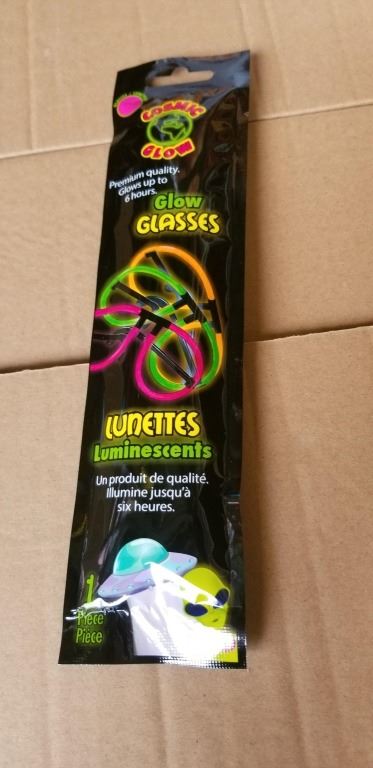 COSMIC
GLOW
Premium quality.
Glows up to
6 hours.
Glow
GLASSES
LUNETTES
Luminescents
Un produit de qualité.
Illumine jusqu'à
six heures.
1
Piece
Pièce